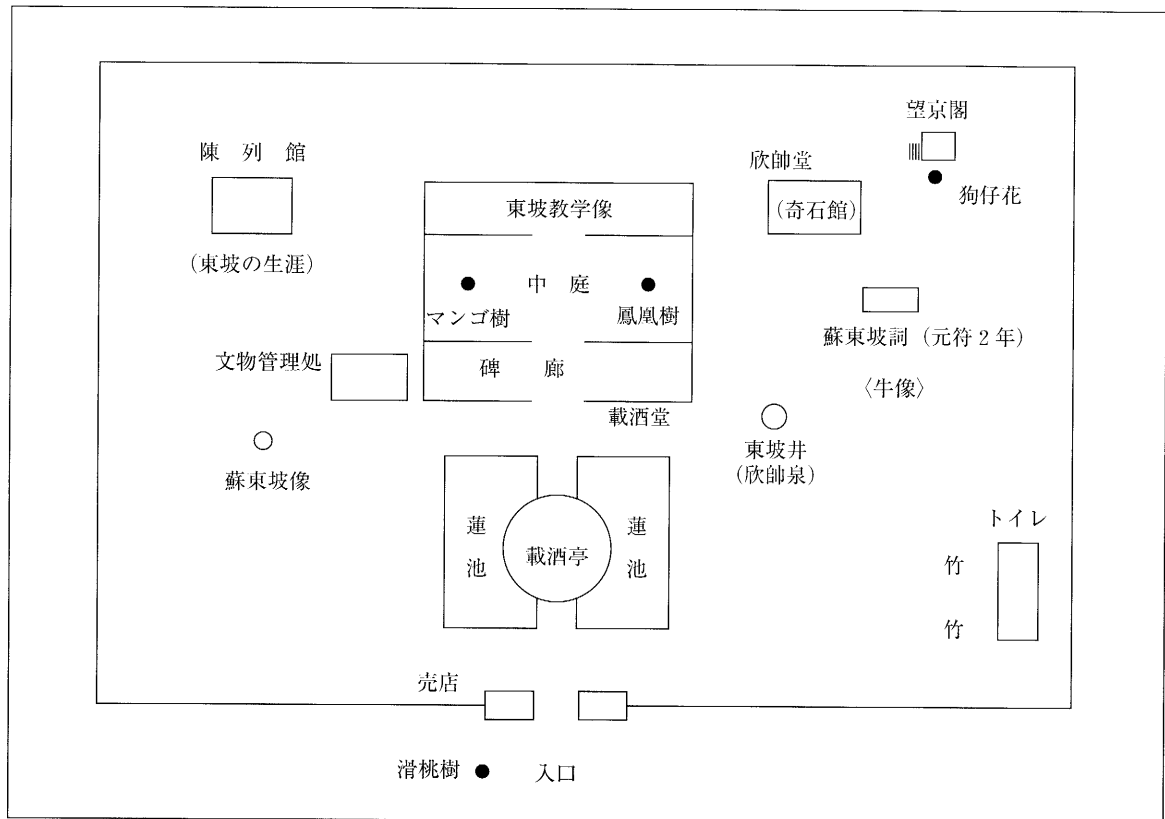 望京閣
陳列館
欣帥堂
(奇石館)
狗仔花
東坡教学像
(東坡の生涯)
中庭
マンゴ樹
鳳凰樹
蘇東坡詞（元符２年）
文物管理処
碑廊
〈牛像〉
載酒堂
東坡井
(欣帥泉)
蘇東坡像
トイレ
蓮池
載酒亭
蓮池
竹
竹
売店
滑桃樹
入口